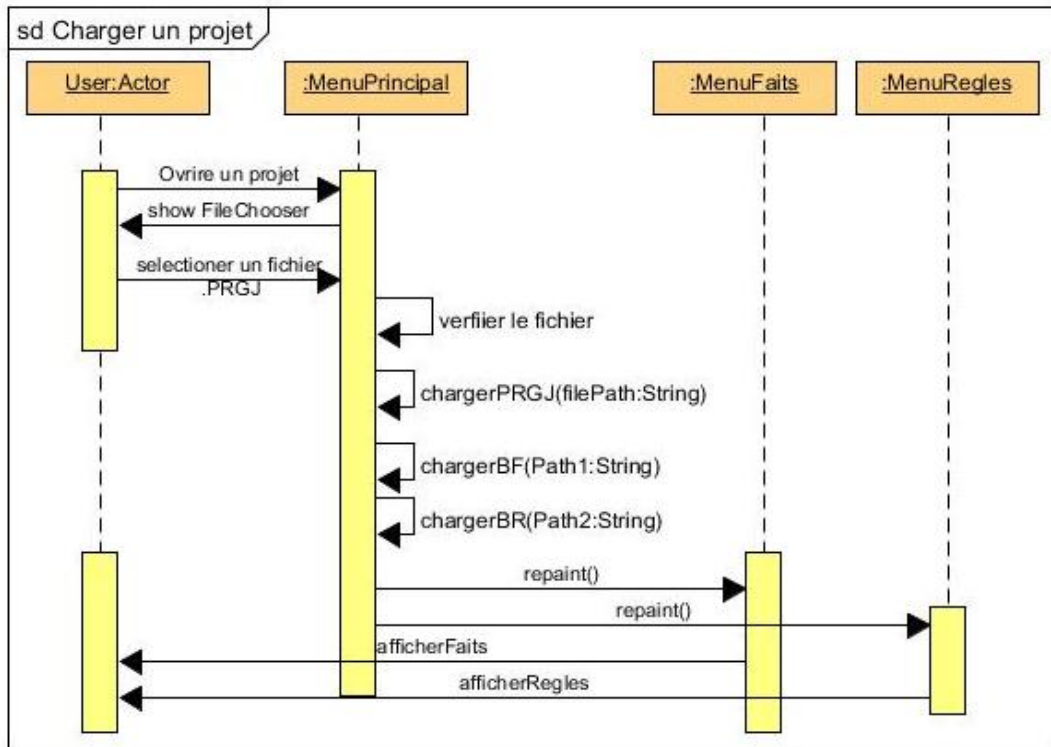 sd Charger un projet
User:Actor
:MenuPrincipal
:MenuFaits
:MenuRegles
Ovrire un projet
show FileChooser
selectioner un fichier
.PRGJ
verfiier le fichier
chargerPRGJ(filePath:String)
chargerBF(Path1:String)
chargerBR(Path2:String)
repaint()
repaint()
afficherFaits
afficherRegles